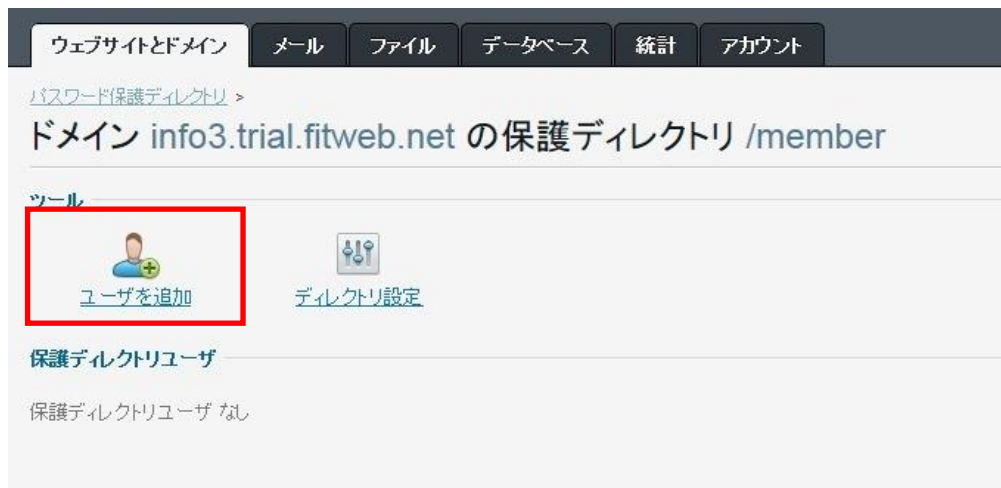 ウェブサイトとドメイン メール ファイル データベース 統計 アカウント
パスワード保護ディレクトリ >
ドメイン info3.trial.fitweb.net の保護ディレクトリ /member
ツール
ユーザを追加 ディレクトリ設定
保護ディレクトリユーザ
保護ディレクトリユーザ なし